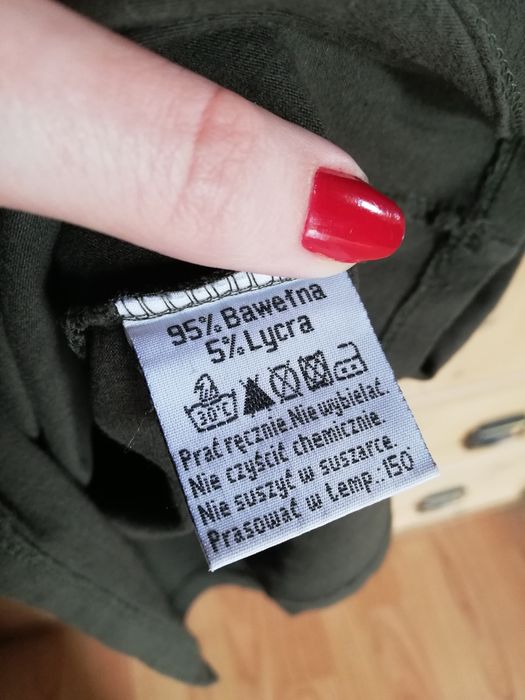 95% Bawełna
5% Lycra
30°C
Prać ręcznie. Nie wybielać.
Nie czyścić chemicznie.
Nie suszyć w suszarce.
Prasować w temp.:150